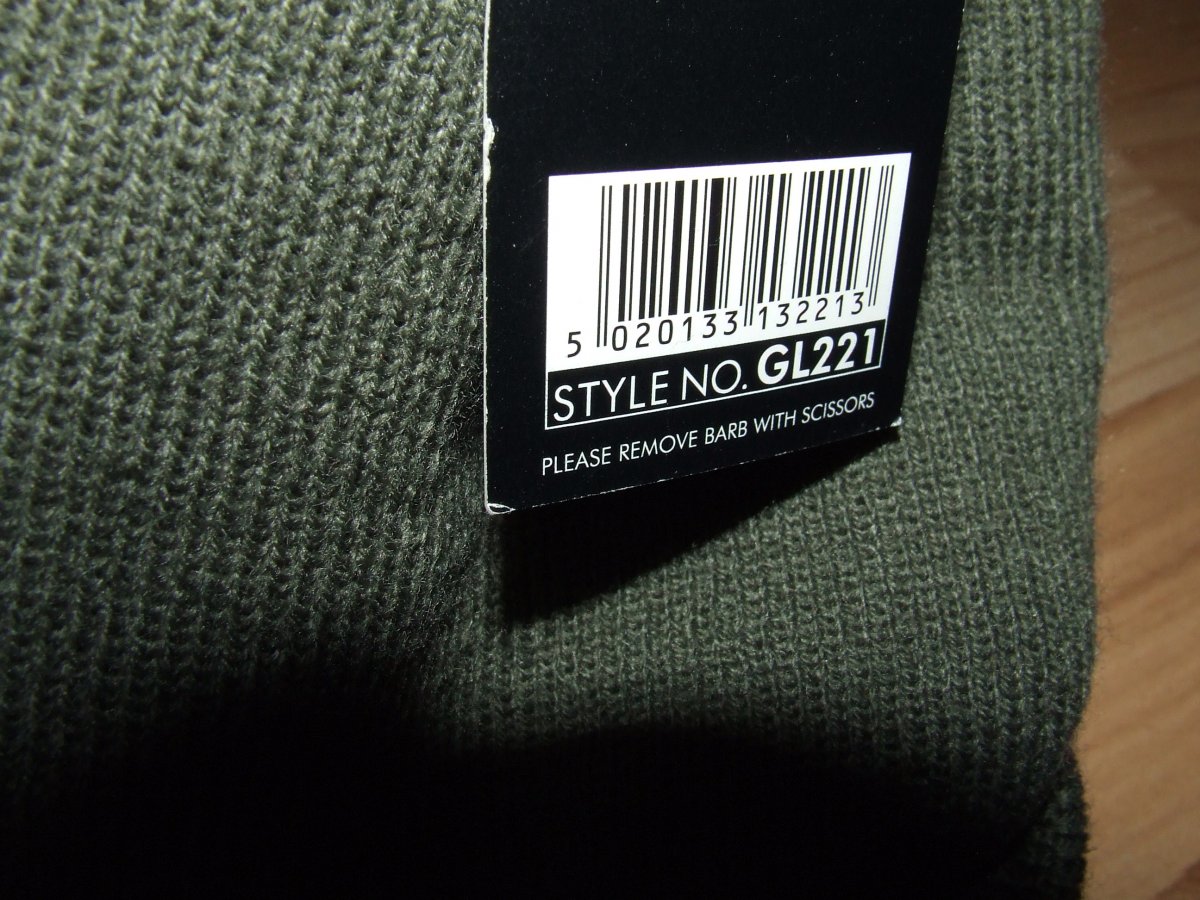 5 020133 132213
STYLE NO. GL221
PLEASE REMOVE BARB WITH SCISSORS